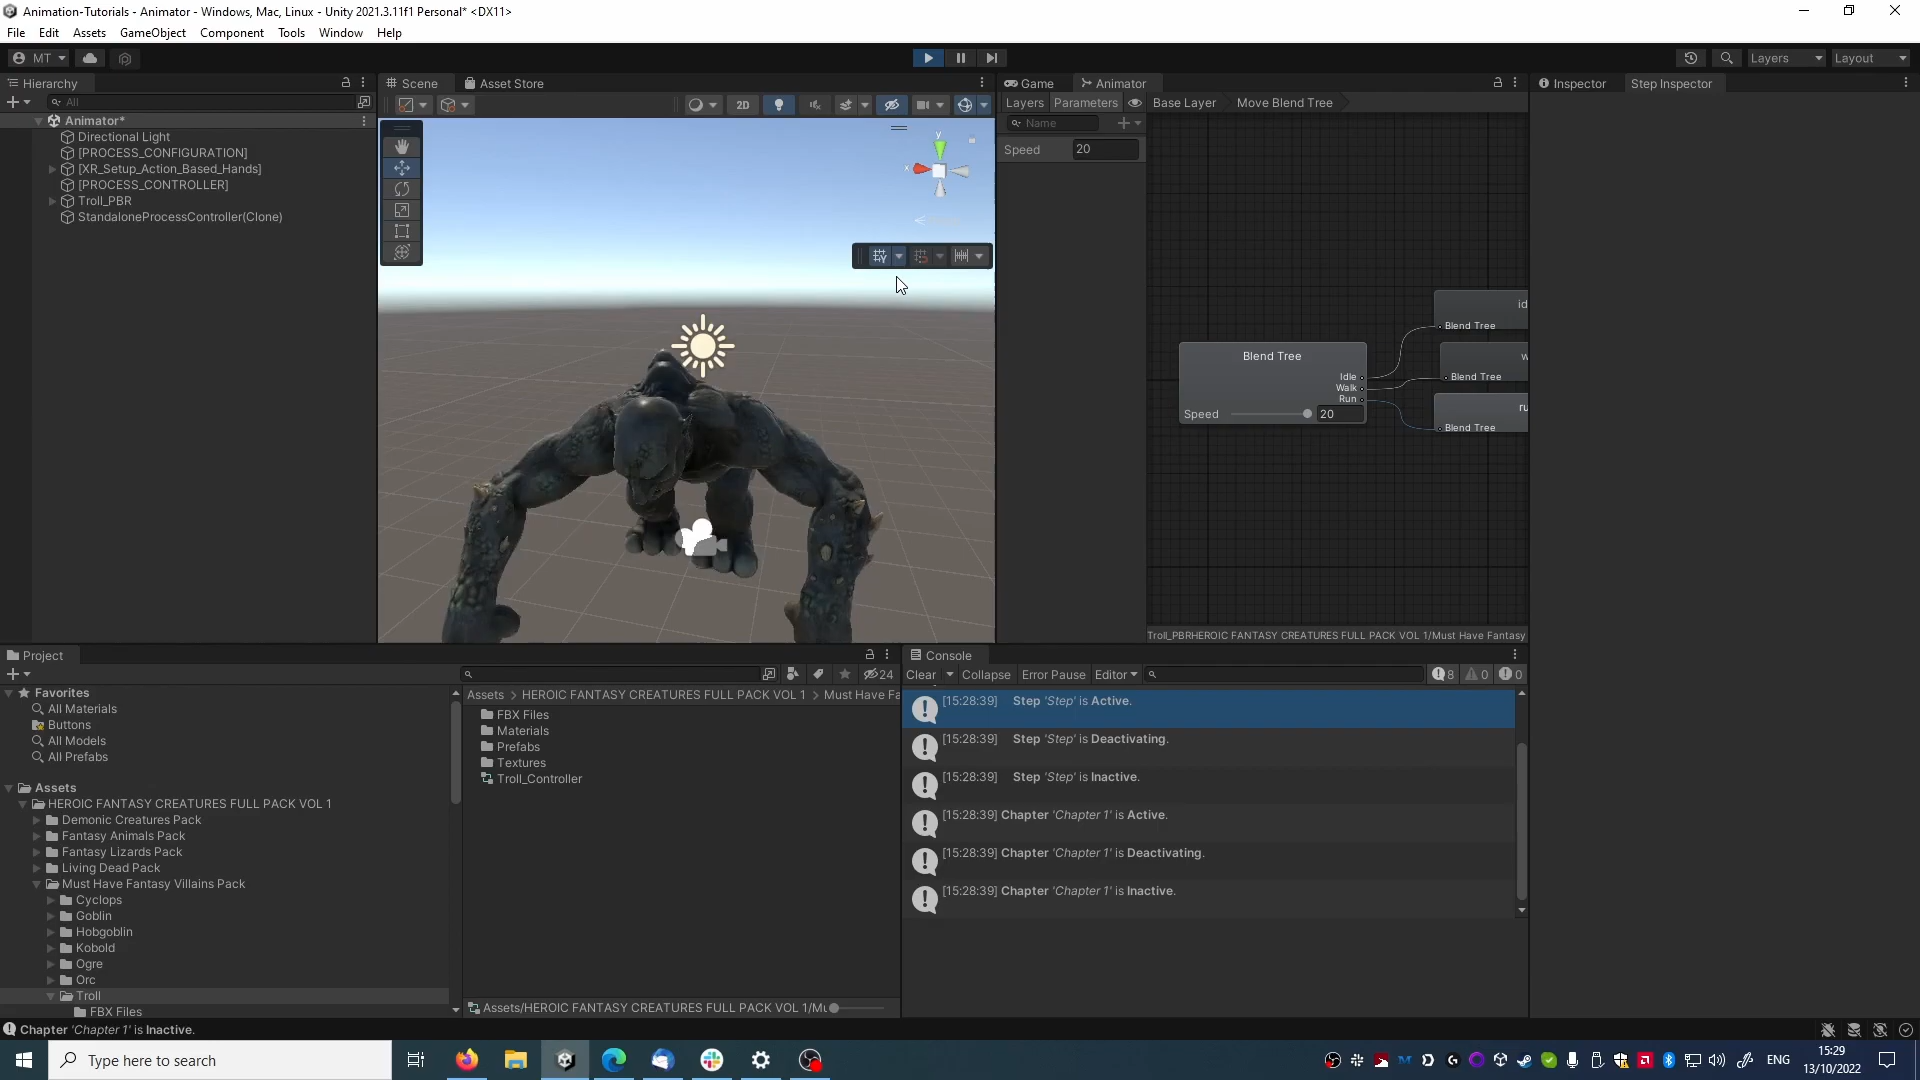 Animation-Tutorials - Animator - Windows, Mac, Linux - Unity 2021.3.11f1 Personal* <DX11>
File Edit Assets GameObject Component Tools Window Help
MT Layers Layout
Hierarchy
All
Animator*
Directional Light
[PROCESS_CONFIGURATION]
[XR_Setup_Action_Based_Hands]
[PROCESS_CONTROLLER]
Troll_PBR
StandaloneProcessController(Clone)
Scene Asset Store
2D
y
x
Game Animator
Layers Parameters Base Layer Move Blend Tree
Name
Speed 20
Blend Tree
Idle
Walk
Run
Speed 20
id
Blend Tree
w
Blend Tree
ru
Blend Tree
Troll_PBRHEROIC FANTASY CREATURES FULL PACK VOL 1/Must Have Fantasy
Inspector Step Inspector
Project
24
Favorites
All Materials
Buttons
All Models
All Prefabs
Assets
HEROIC FANTASY CREATURES FULL PACK VOL 1
Demonic Creatures Pack
Fantasy Animals Pack
Fantasy Lizards Pack
Living Dead Pack
Must Have Fantasy Villains Pack
Cyclops
Goblin
Hobgoblin
Kobold
Ogre
Orc
Troll
FBX Files
Assets > HEROIC FANTASY CREATURES FULL PACK VOL 1 > Must Have Fa
FBX Files
Materials
Prefabs
Textures
Troll_Controller
Assets/HEROIC FANTASY CREATURES FULL PACK VOL 1/Mu
Console
Clear Collapse Error Pause Editor 8 0 0
[15:28:39] Step 'Step' is Active.
[15:28:39] Step 'Step' is Deactivating.
[15:28:39] Step 'Step' is Inactive.
[15:28:39] Chapter 'Chapter 1' is Active.
[15:28:39] Chapter 'Chapter 1' is Deactivating.
[15:28:39] Chapter 'Chapter 1' is Inactive.
Chapter 'Chapter 1' is Inactive.
Type here to search
ENG
15:29
13/10/2022